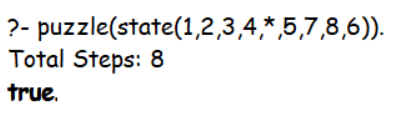 ?- puzzle(state(1,2,3,4,*,5,7,8,6)).
Total Steps: 8
true.